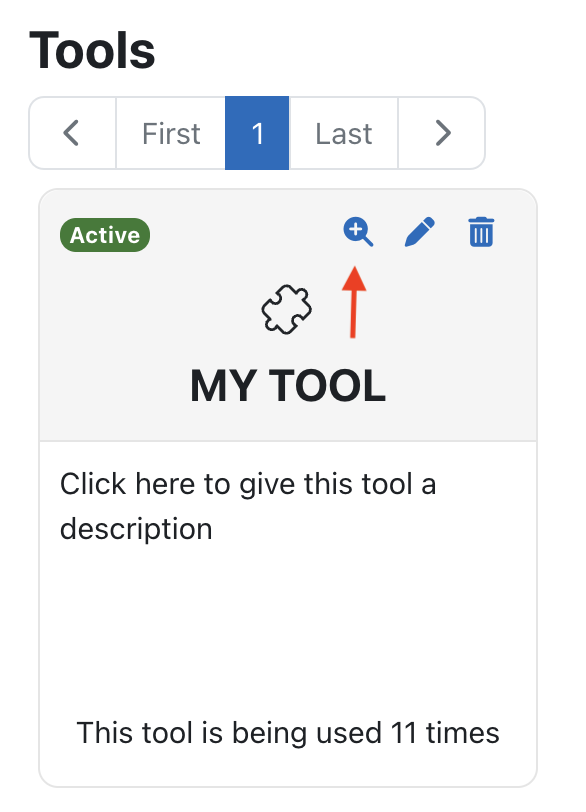 Tools
First 1 Last
Active
MY TOOL
Click here to give this tool a
description
This tool is being used 11 times